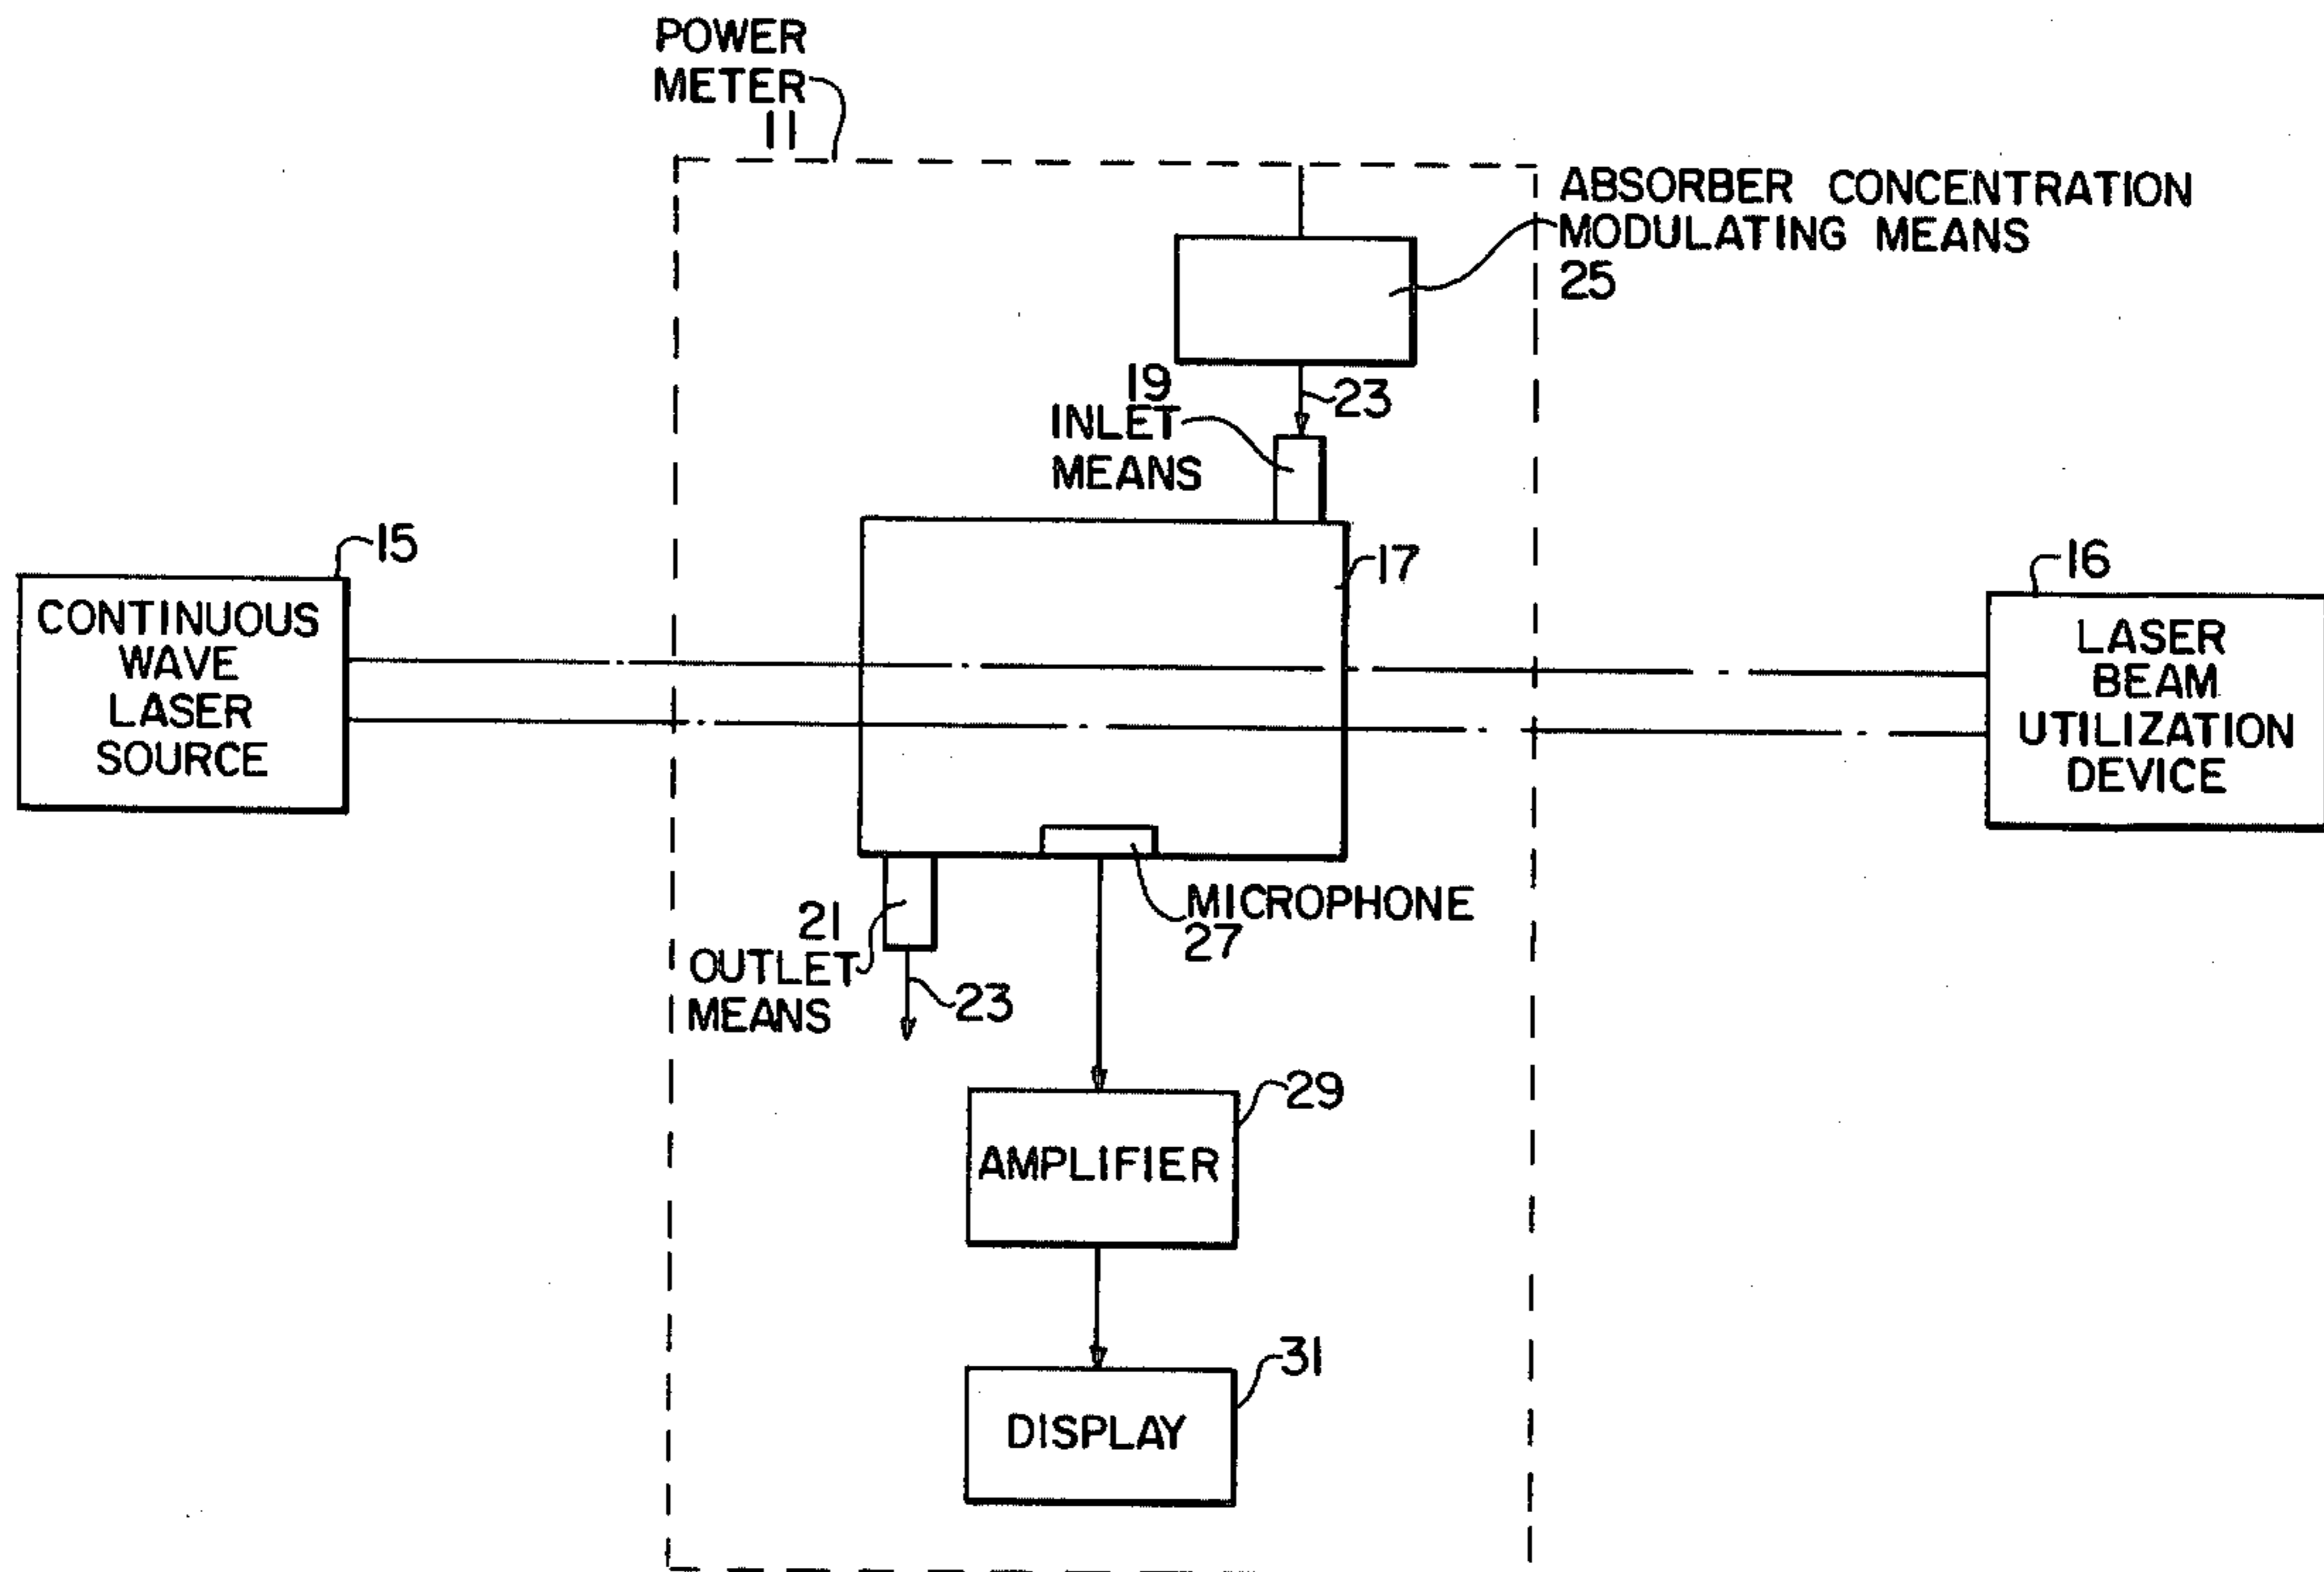 POWER
METER
11
ABSORBER CONCENTRATION
MODULATING MEANS
25
19
INLET
MEANS
23
15
CONTINUOUS
WAVE
LASER
SOURCE
17
16
LASER
BEAM
UTILIZATION
DEVICE
MICROPHONE
27
21
OUTLET
MEANS
23
29
AMPLIFIER
31
DISPLAY